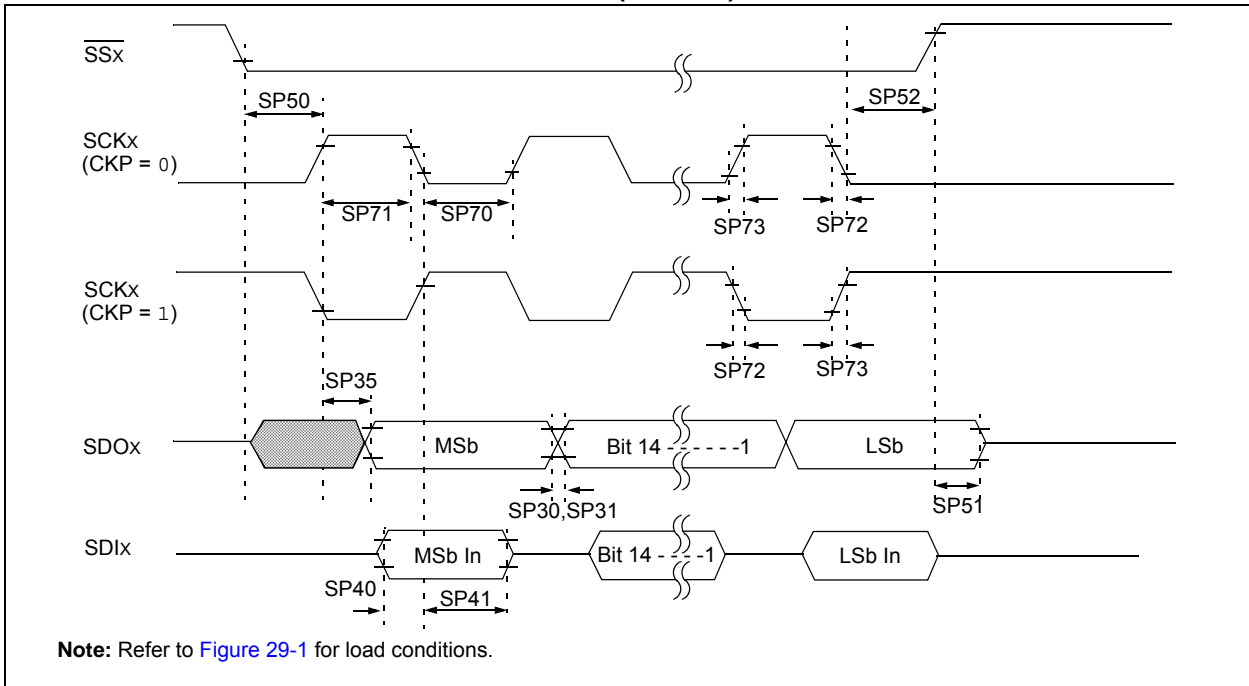 SSX
SP50
SP52
SCKX
(CKP = 0)
SP71
SP70
SP73
SP72
SCKX
(CKP = 1)
SP72
SP73
SP35
SDOX
MSb
Bit 14 - - - - - -1
LSb
SP30,SP31
SP51
SDIX
MSb In
Bit 14 - - - -1
LSb In
SP40
SP41
Note: Refer to Figure 29-1 for load conditions.